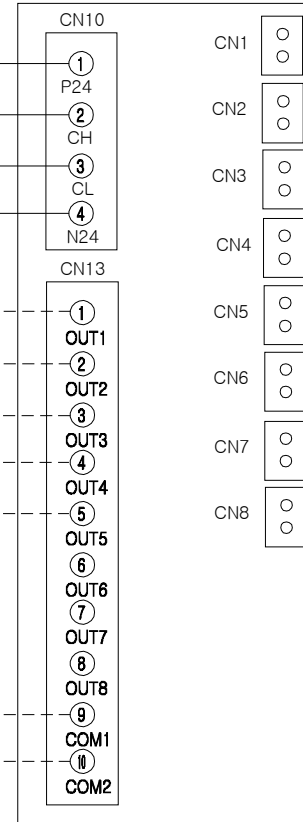 CN10
1
P24
2
CH
3
CL
4
N24
CN13
1
OUT1
2
OUT2
3
OUT3
4
OUT4
5
OUT5
6
OUT6
7
OUT7
8
OUT8
9
COM1
10
COM2
CN1
CN2
CN3
CN4
CN5
CN6
CN7
CN8